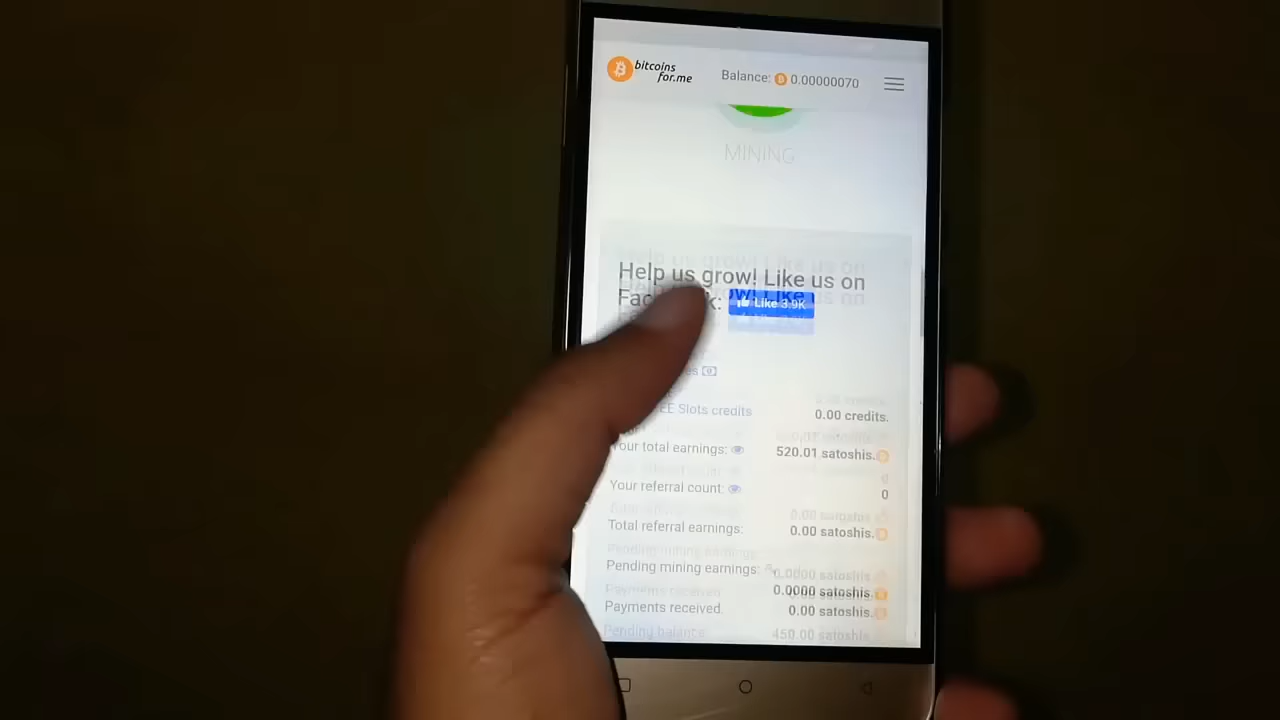 bitcoins
for.me
Balance: 0.00000070
MINING
Help us grow! Like us on
Like 3.9K
Slots credits 0.00 credits.
Your total earnings: 520.01 satoshis.
Your referral count: 0
Total referral earnings: 0.00 satoshis.
Pending mining earnings: 0.0000 satoshis.
Payments received. 0.00 satoshis.
Pending balance 450.00 satoshis.